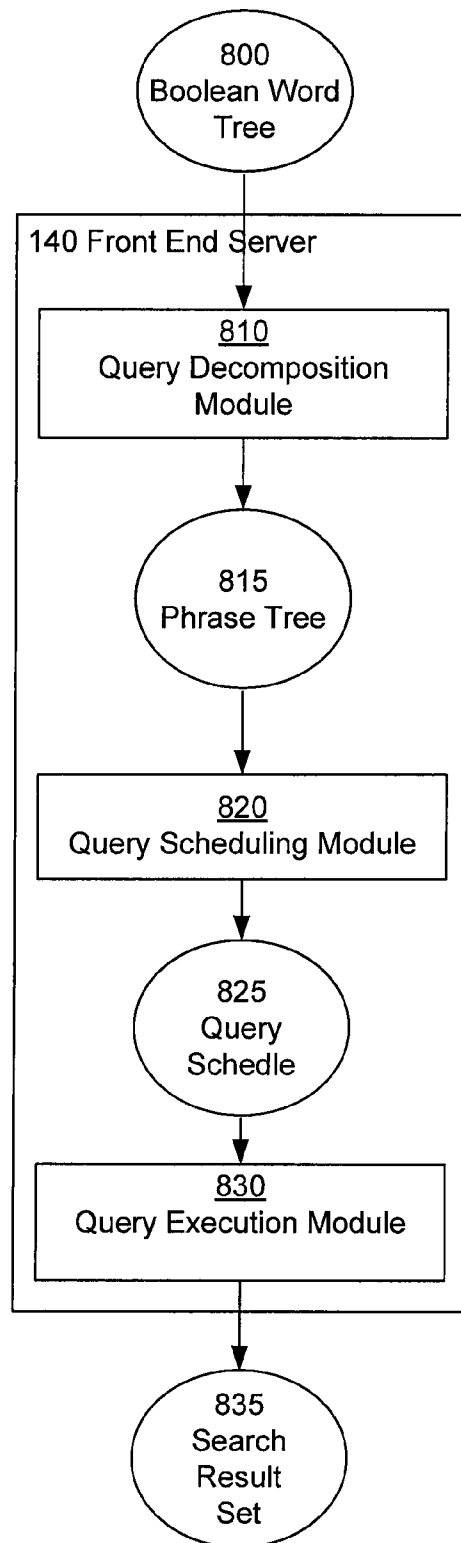 800
Boolean Word
Tree
140 Front End Server
810
Query Decomposition
Module
815
Phrase Tree
820
Query Scheduling Module
825
Query
Schedle
830
Query Execution Module
835
Search
Result
Set